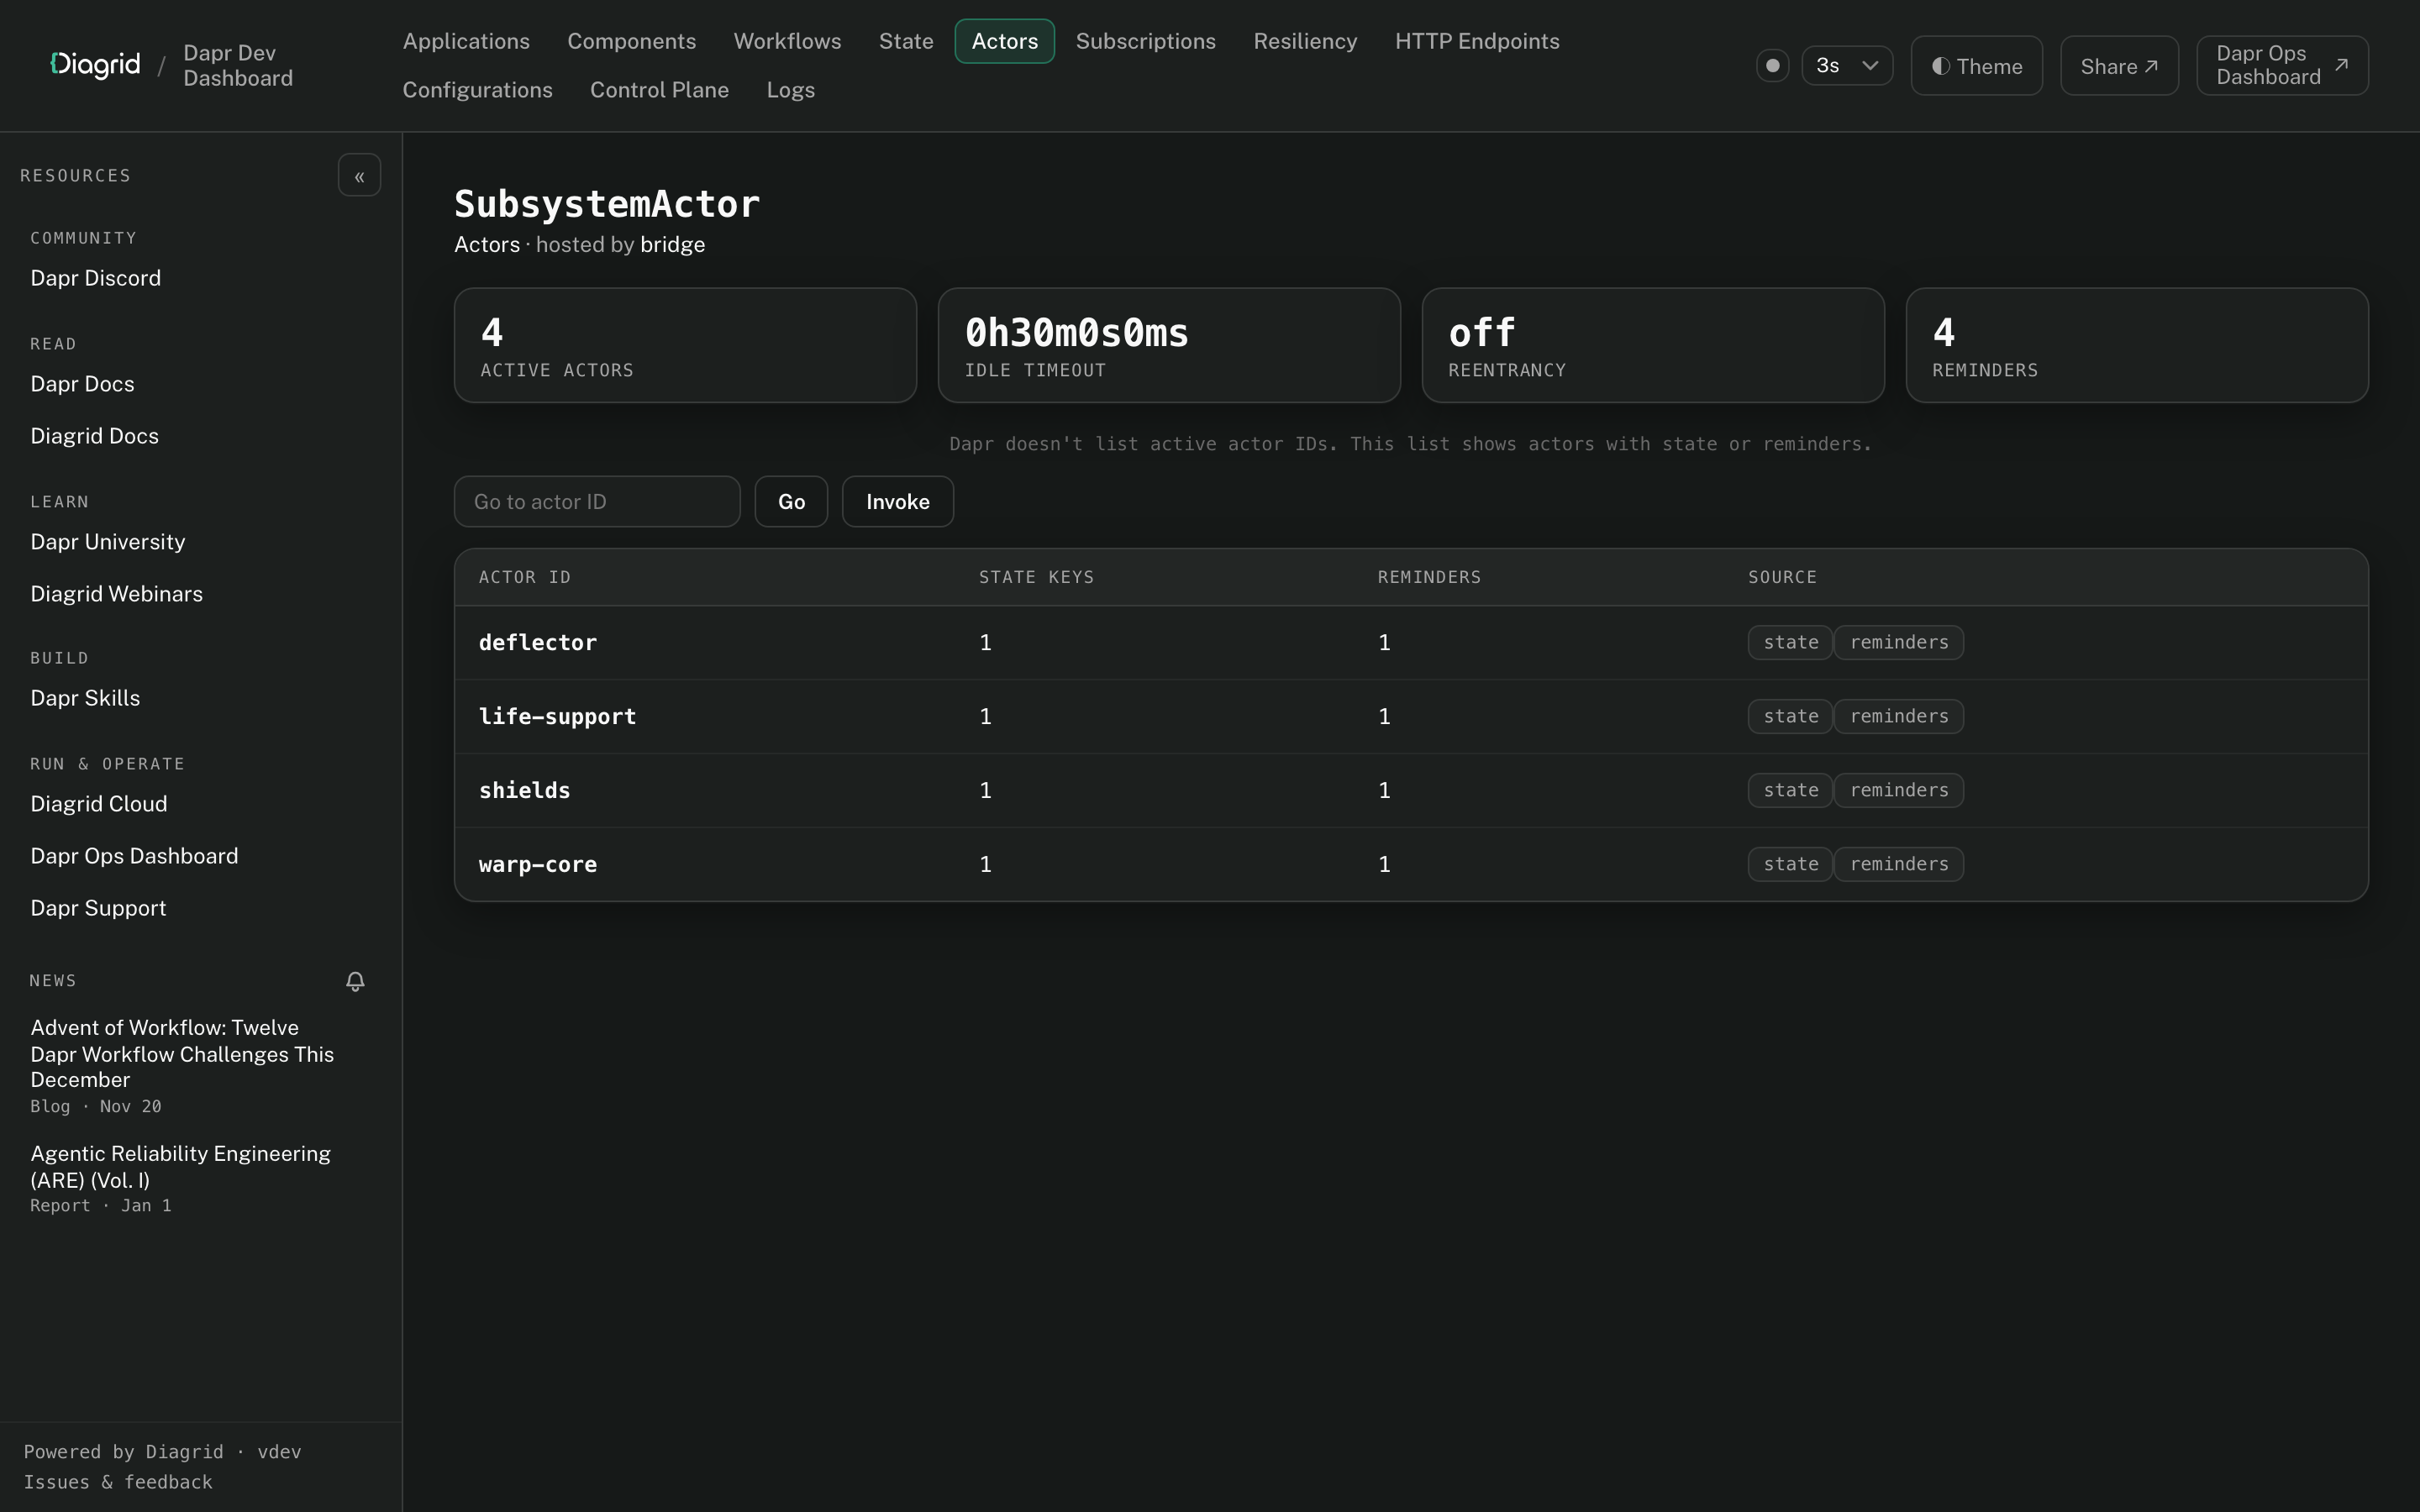 Diagrid / Dapr Dev
Dashboard
Applications Components Workflows State Actors Subscriptions Resiliency HTTP Endpoints
Configurations Control Plane Logs
3s
Theme
Share ↗
Dapr Ops
Dashboard ↗
RESOURCES «
COMMUNITY
Dapr Discord
READ
Dapr Docs
Diagrid Docs
LEARN
Dapr University
Diagrid Webinars
BUILD
Dapr Skills
RUN & OPERATE
Diagrid Cloud
Dapr Ops Dashboard
Dapr Support
NEWS
Advent of Workflow: Twelve
Dapr Workflow Challenges This
December
Blog · Nov 20
Agentic Reliability Engineering
(ARE) (Vol. I)
Report · Jan 1
Powered by Diagrid · vdev
Issues & feedback
SubsystemActor
Actors · hosted by bridge
4
ACTIVE ACTORS
0h30m0s0ms
IDLE TIMEOUT
off
REENTRANCY
4
REMINDERS
Dapr doesn't list active actor IDs. This list shows actors with state or reminders.
Go to actor ID Go Invoke
ACTOR ID STATE KEYS REMINDERS SOURCE
deflector 1 1 state reminders
life-support 1 1 state reminders
shields 1 1 state reminders
warp-core 1 1 state reminders